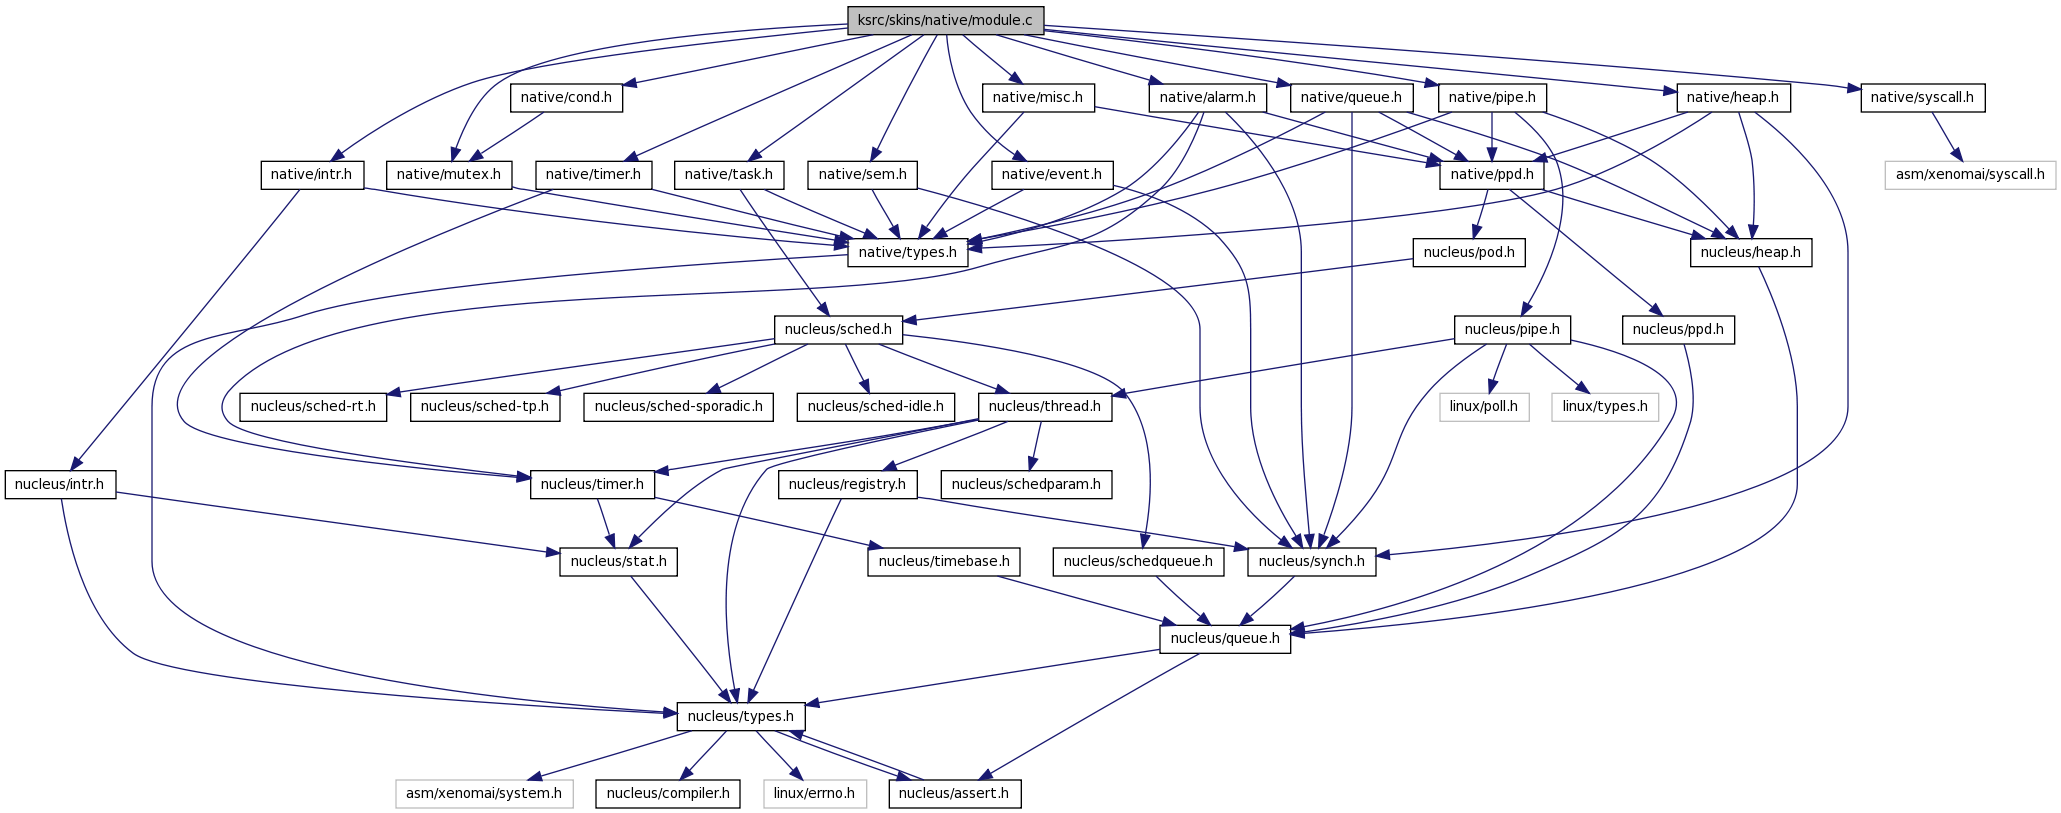 ksrc/skins/native/module.c
native/cond.h
native/misc.h
native/alarm.h
native/queue.h
native/pipe.h
native/heap.h
native/syscall.h
native/intr.h
native/mutex.h
native/timer.h
native/task.h
native/sem.h
native/event.h
native/ppd.h
asm/xenomai/syscall.h
native/types.h
nucleus/pod.h
nucleus/heap.h
nucleus/sched.h
nucleus/pipe.h
nucleus/ppd.h
nucleus/sched-rt.h
nucleus/sched-tp.h
nucleus/sched-sporadic.h
nucleus/sched-idle.h
nucleus/thread.h
linux/poll.h
linux/types.h
nucleus/intr.h
nucleus/timer.h
nucleus/registry.h
nucleus/schedparam.h
nucleus/stat.h
nucleus/timebase.h
nucleus/schedqueue.h
nucleus/synch.h
nucleus/queue.h
nucleus/types.h
asm/xenomai/system.h
nucleus/compiler.h
linux/errno.h
nucleus/assert.h